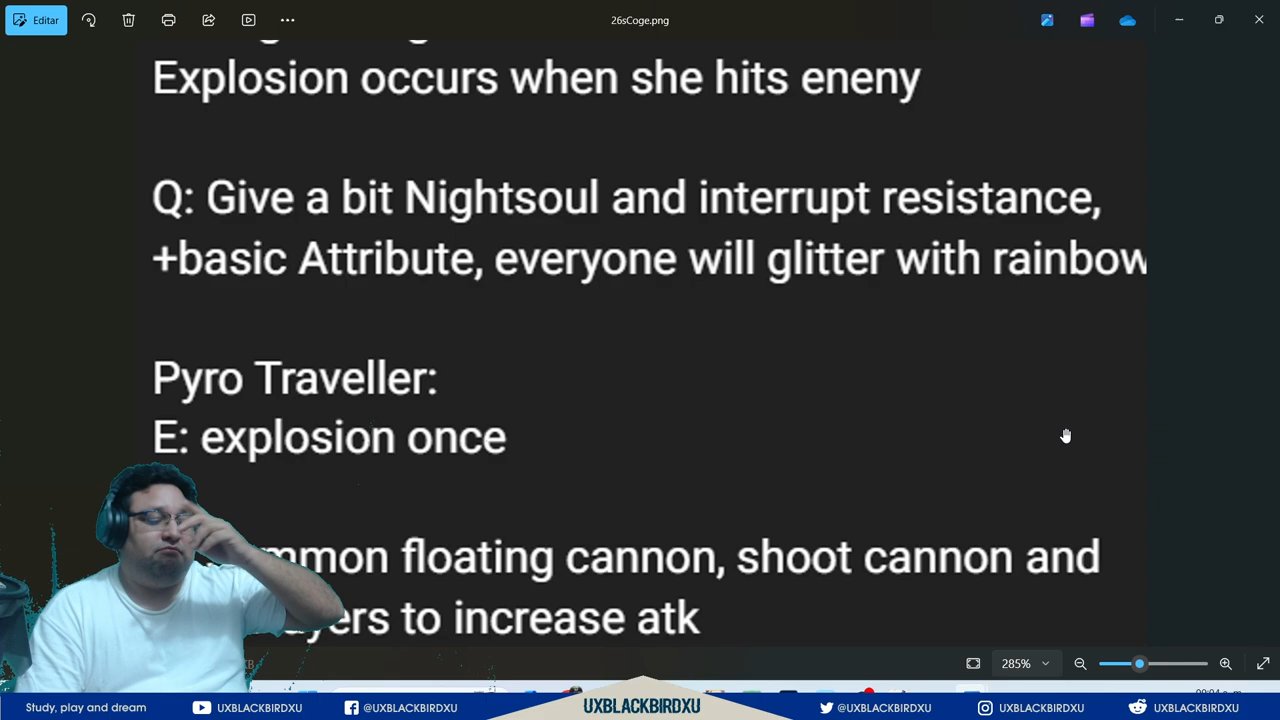 Editar
26sCoge.png
Explosion occurs when she hits eneny
Q: Give a bit Nightsoul and interrupt resistance,
+basic Attribute, everyone will glitter with rainbow
Pyro Traveller:
E: explosion once
floating cannon, shoot cannon and
to increase atk
285%
Study, play and dream
UXBLACKBIRDXU
@UXBLACKBIRDXU
UXBLACKBIRDXU
@UXBLACKBIRDXU
UXBLACKBIRDXU
UXBLACKBIRDXU